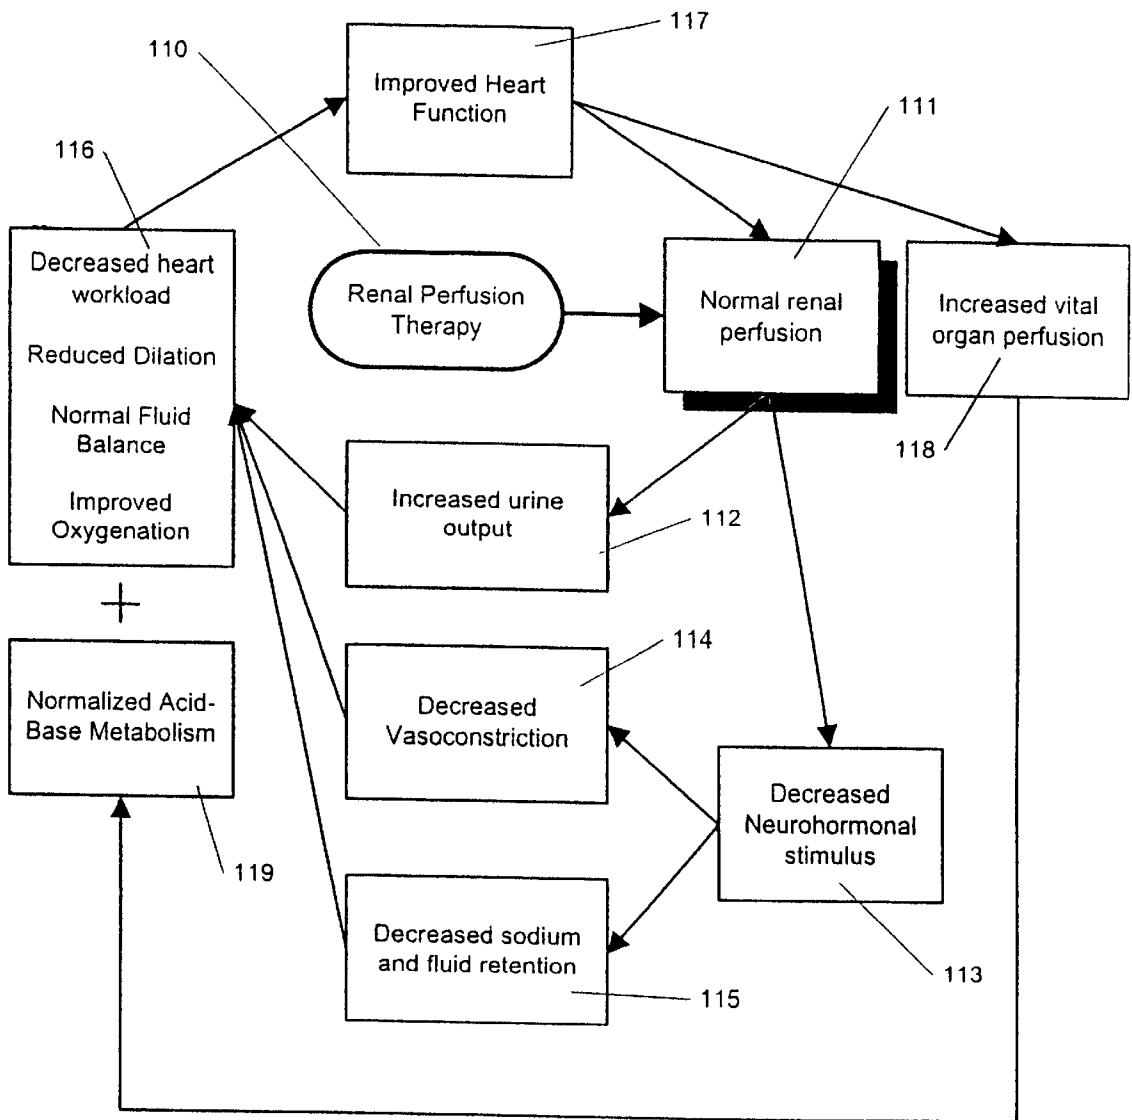 117
110
Improved Heart
Function
111
116
Decreased heart
workload
Reduced Dilation
Normal Fluid
Balance
Improved
Oxygenation
Renal Perfusion
Therapy
Normal renal
perfusion
Increased vital
organ perfusion
118
Increased urine
output
112
+
114
Normalized Acid-
Base Metabolism
Decreased
Vasoconstriction
Decreased
Neurohormonal
stimulus
119
Decreased sodium
and fluid retention
113
115